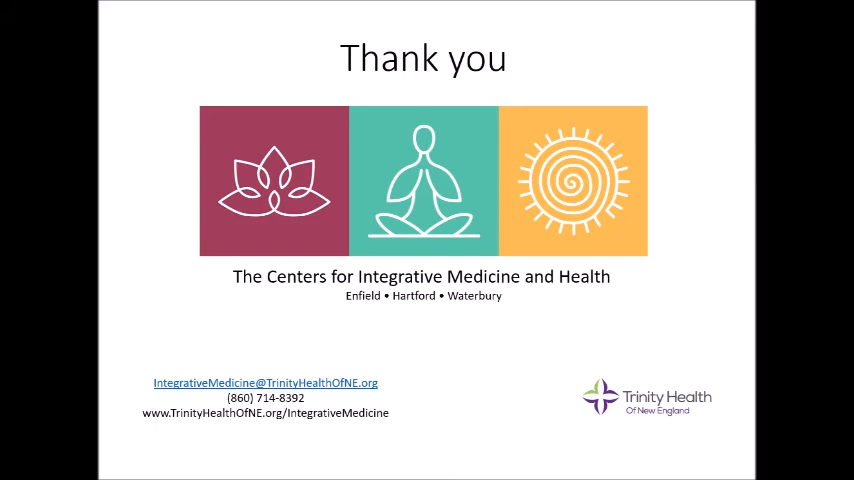 Thank you
The Centers for Integrative Medicine and Health
Enfield • Hartford • Waterbury
IntegrativeMedicine@TrinityHealthOfNE.org
(860) 714-8392
www.TrinityHealthOfNE.org/IntegrativeMedicine
Trinity Health
Of New England